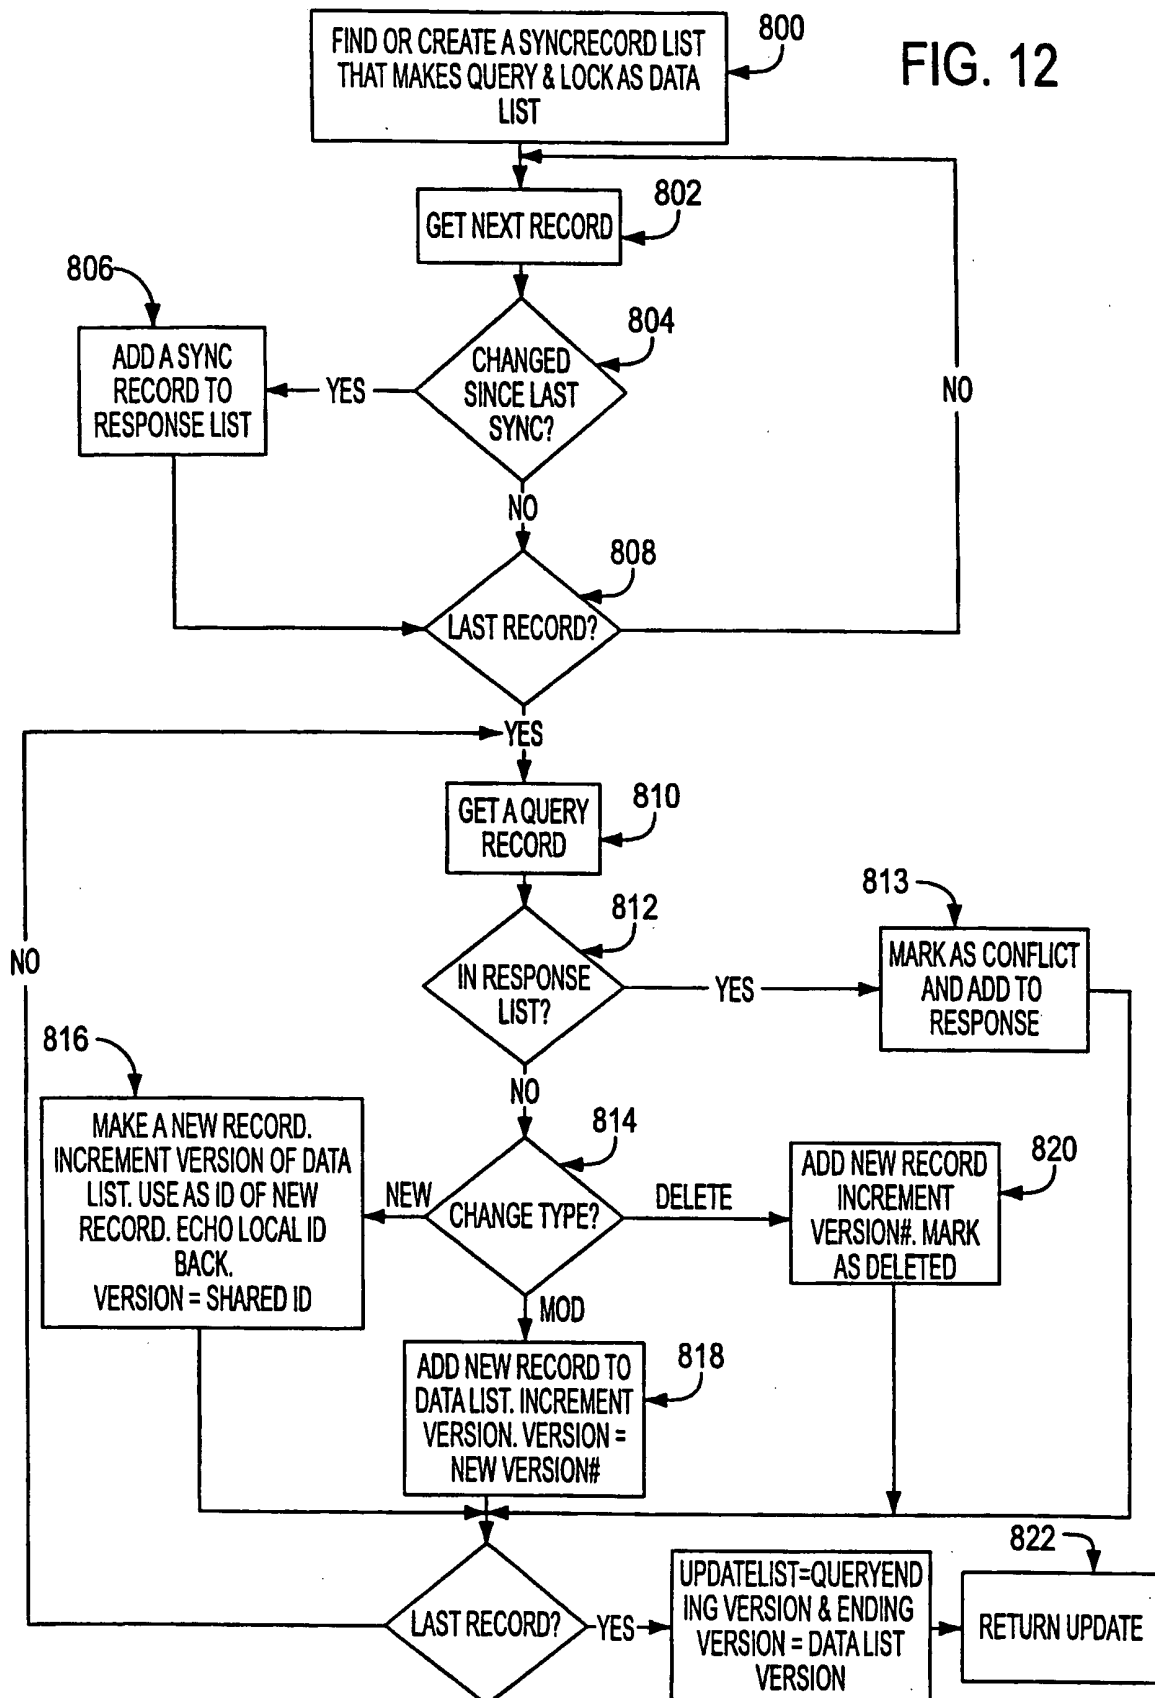 FIG. 12
800
FIND OR CREATE A SYNCRECORD LIST
THAT MAKES QUERY & LOCK AS DATA
LIST
802
GET NEXT RECORD
804
CHANGED
SINCE LAST
SYNC?
806
ADD A SYNC
RECORD TO
RESPONSE LIST
YES
NO
NO
808
LAST RECORD?
YES
810
GET A QUERY
RECORD
812
IN RESPONSE
LIST?
YES
813
MARK AS CONFLICT
AND ADD TO
RESPONSE
NO
NO
814
CHANGE TYPE?
816
MAKE A NEW RECORD.
INCREMENT VERSION OF DATA
LIST. USE AS ID OF NEW
RECORD. ECHO LOCAL ID
BACK.
VERSION = SHARED ID
NEW
DELETE
820
ADD NEW RECORD
INCREMENT
VERSION#. MARK
AS DELETED
MOD
818
ADD NEW RECORD TO
DATA LIST. INCREMENT
VERSION. VERSION =
NEW VERSION#
LAST RECORD?
YES
UPDATELIST=QUERYEND
ING VERSION & ENDING
VERSION = DATA LIST
VERSION
822
RETURN UPDATE